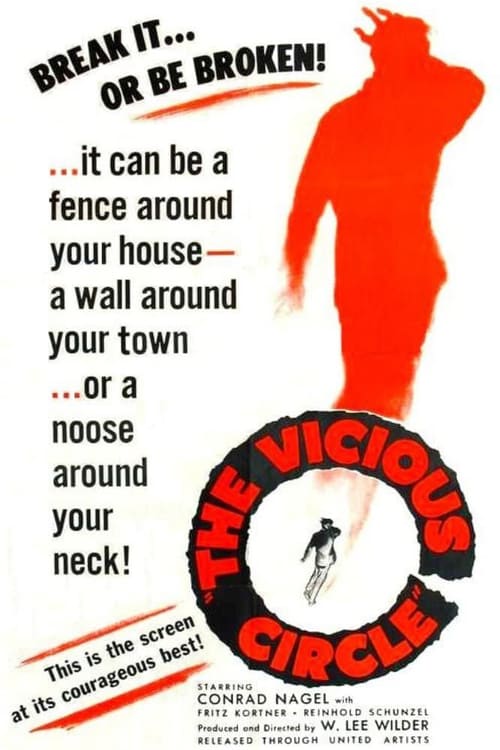 BREAK IT...
OR BE BROKEN!
...it can be a
fence around
your house—
a wall around
your town
...or a
noose
around
your
neck!
"THE VICIOUS
CIRCLE"
This is the screen
at its courageous best!
STARRING
CONRAD NAGEL with
FRITZ KORTNER • REINHOLD SCHUNZEL
Produced and Directed by W. LEE WILDER
RELEASED THROUGH UNITED ARTISTS